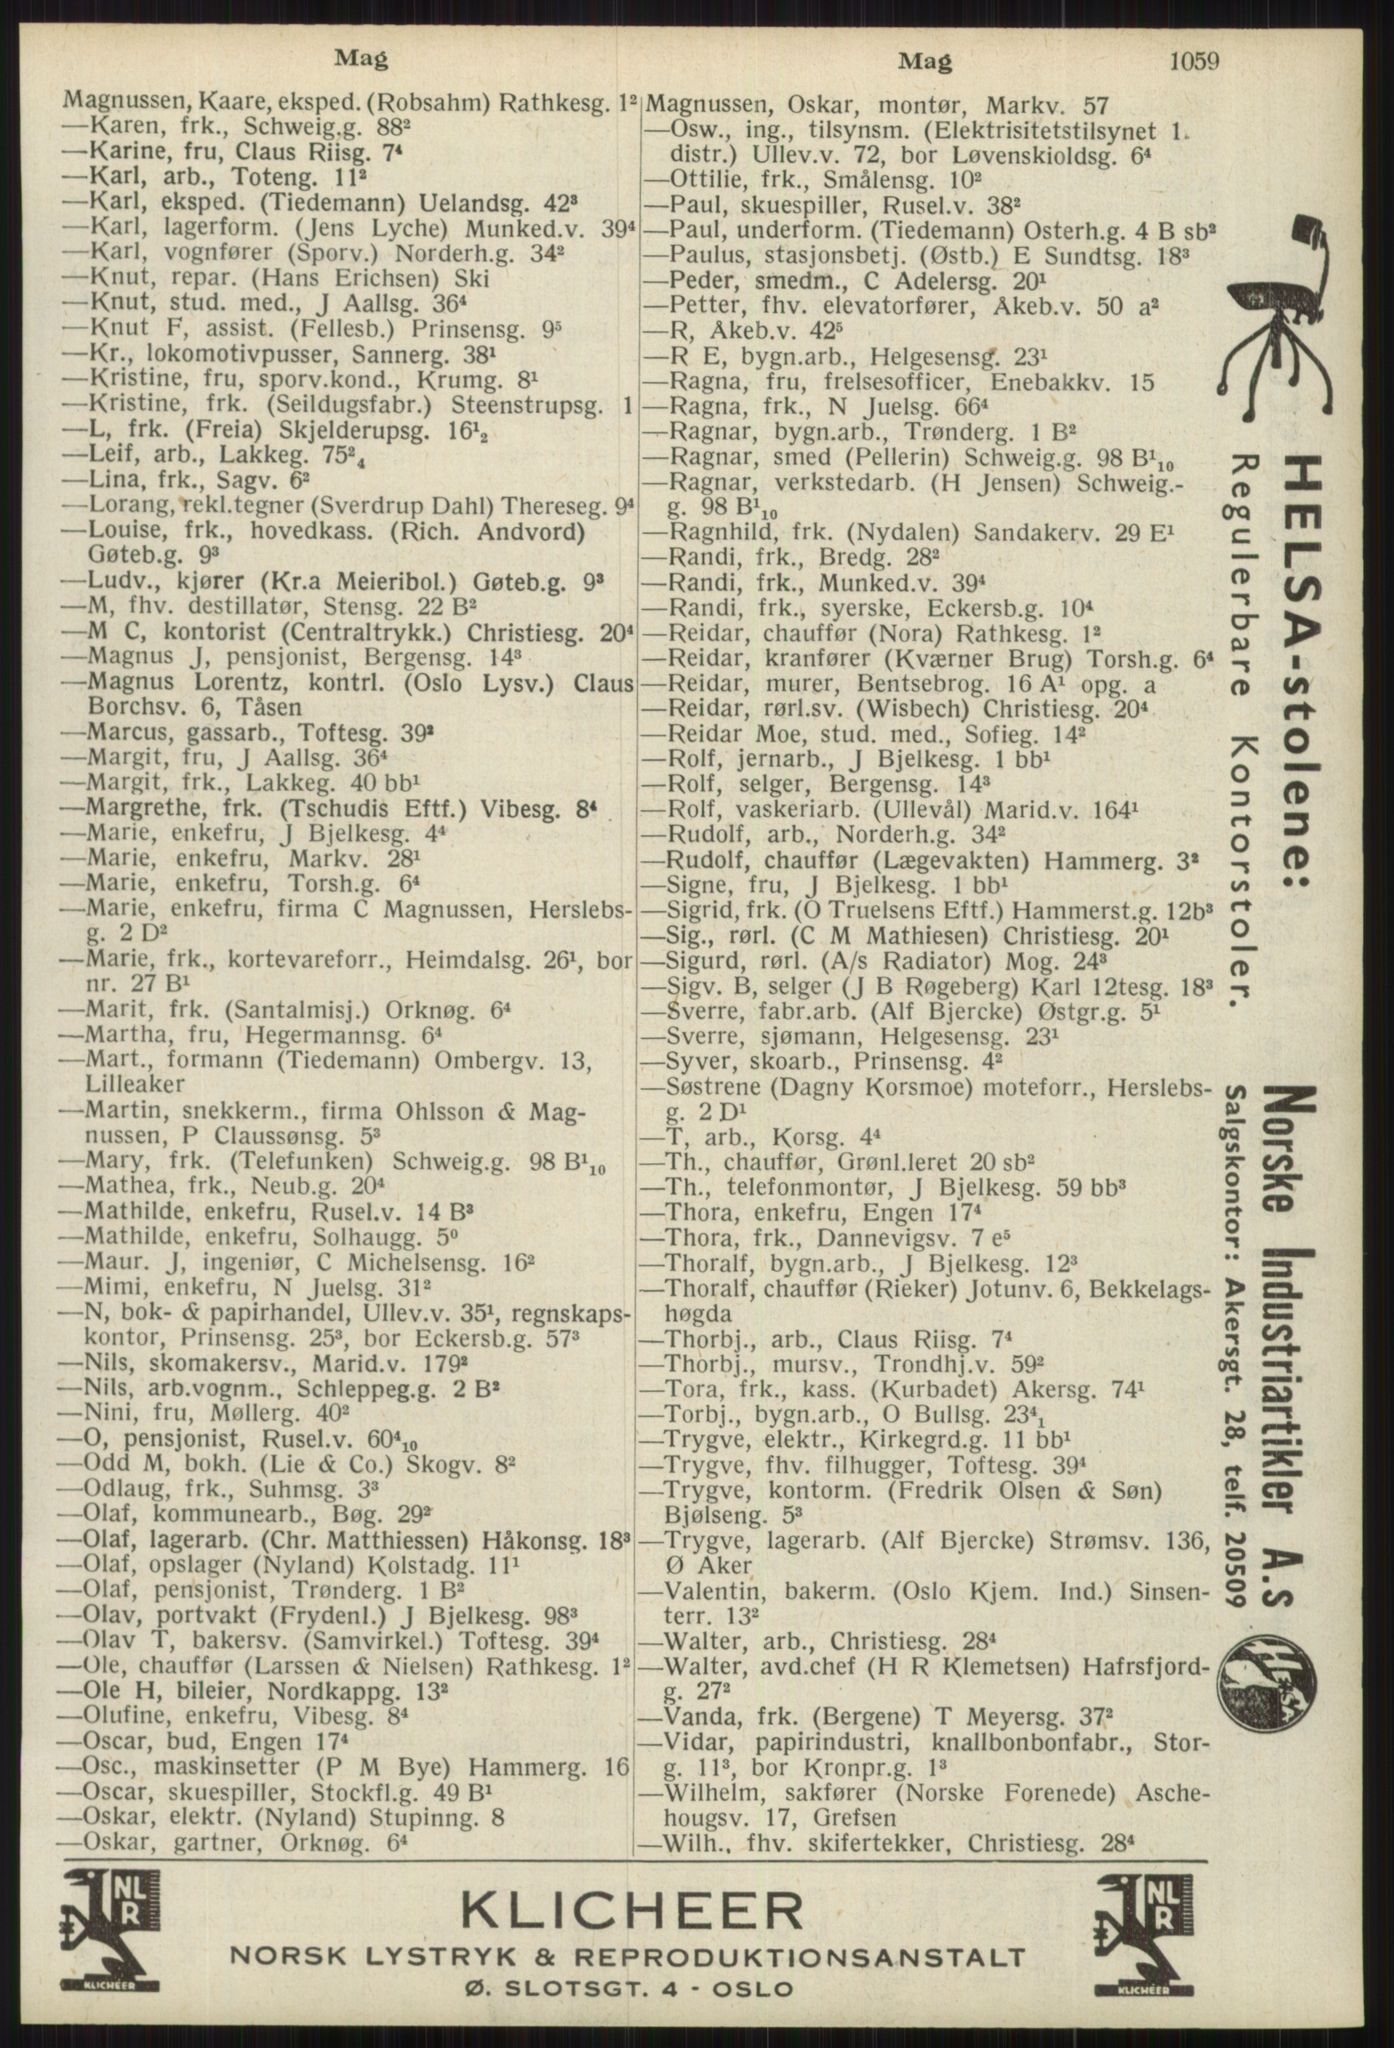 Mag
Mag
1059
Magnussen, Kaare, eksped. (Robsahm) Rathkesg. 1²
—Karen, frk., Schweig.g. 88²
—Karine, fru, Claus Riisg. 7⁴
—Karl, arb., Toteng. 11²
—Karl, eksped. (Tiedemann) Uelandsg. 42³
—Karl, lagerform. (Jens Lyche) Munked.v. 39⁴
—Karl, vognfører (Sporv.) Norderh.g. 34²
—Knut, repar. (Hans Erichsen) Ski
—Knut, stud. med., J Aallsg. 36⁴
—Knut F, assist. (Fellesb.) Prinsensg. 9⁵
—Kr., lokomotivpusser, Sannerg. 38¹
—Kristine, fru, sporv.kond., Krumg. 8¹
—Kristine, frk. (Seildugsfabr.) Steenstrupsg. 1
—L, frk. (Freia) Skjelderupsg. 16¹₂
—Leif, arb., Lakkeg. 75²₄
—Lina, frk., Sagv. 6²
—Lorang, rekl.tegner (Sverdrup Dahl) Thereseg. 9⁴
—Louise, frk., hovedkass. (Rich. Andvord)
Gøteb.g. 9³
—Ludv., kjører (Kr.a Meieribol.) Gøteb.g. 9³
—M, fhv. destillatør, Stensg. 22 B²
—M C, kontorist (Centraltrykk.) Christiesg. 20⁴
—Magnus J, pensjonist, Bergensg. 14³
—Magnus Lorentz, kontrl. (Oslo Lysv.) Claus
Borchsv. 6, Tåsen
—Marcus, gassarb., Toftesg. 39²
—Margit, fru, J Aallsg. 36⁴
—Margit, frk., Lakkeg. 40 bb¹
—Margrethe, frk. (Tschudis Eftf.) Vibesg. 8⁴
—Marie, enkefru, J Bjelkesg. 4⁴
—Marie, enkefru, Markv. 28¹
—Marie, enkefru, Torsh.g. 6⁴
—Marie, enkefru, firma C Magnussen, Herslebs-
g. 2 D²
—Marie, frk., kortevareforr., Heimdalsg. 26¹, bor
nr. 27 B¹
—Marit, frk. (Santalmisj.) Orknøg. 6⁴
—Martha, fru, Hegermannsg. 6⁴
—Mart., formann (Tiedemann) Ombergv. 13,
Lilleaker
—Martin, snekkerm., firma Ohlsson & Mag-
nussen, P Claussønsg. 5³
—Mary, frk. (Telefunken) Schweig.g. 98 B¹₁₀
—Mathea, frk., Neub.g. 20⁴
—Mathilde, enkefru, Rusel.v. 14 B³
—Mathilde, enkefru, Solhaugg. 5⁰
—Maur. J, ingeniør, C Michelsensg. 16²
—Mimi, enkefru, N Juelsg. 31²
—N, bok- & papirhandel, Ullev.v. 35¹, regnskaps-
kontor, Prinsensg. 25³, bor Eckersb.g. 57³
—Nils, skomakersv., Marid.v. 179²
—Nils, arb.vognm., Schleppeg.g. 2 B²
—Nini, fru, Møllerg. 40²
—O, pensjonist, Rusel.v. 60⁴₁₀
—Odd M, bokh. (Lie & Co.) Skogv. 8²
—Odlaug, frk., Suhmsg. 3³
—Olaf, kommunearb., Bøg. 29²
—Olaf, lagerarb. (Chr. Matthiessen) Håkonsg. 18³
—Olaf, opslager (Nyland) Kolstadg. 11¹
—Olaf, pensjonist, Trønderg. 1 B²
—Olav, portvakt (Frydenl.) J Bjelkesg. 98³
—Olav T, bakersv. (Samvirkel.) Toftesg. 39⁴
—Ole, chauffør (Larssen & Nielsen) Rathkesg. 1²
—Ole H, bileier, Nordkappg. 13²
—Olufine, enkefru, Vibesg. 8⁴
—Oscar, bud, Engen 17⁴
—Osc., maskinsetter (P M Bye) Hammerg. 16
—Oscar, skuespiller, Stockfl.g. 49 B¹
—Oskar, elektr. (Nyland) Stupinng. 8
—Oskar, gartner, Orknøg. 6⁴
Magnussen, Oskar, montør, Markv. 57
—Osw., ing., tilsynsm. (Elektrisitetstilsynet 1.
distr.) Ullev.v. 72, bor Løvenskioldsg. 6⁴
—Ottilie, frk., Smålensg. 10²
—Paul, skuespiller, Rusel.v. 38²
—Paul, underform. (Tiedemann) Osterh.g. 4 B sb²
—Paulus, stasjonsbetj. (Østb.) E Sundtsg. 18³
—Peder, smedm., C Adelersg. 20¹
—Petter, fhv. elevatorfører, Åkeb.v. 50 a²
—R, Åkeb.v. 42⁵
—R E, bygn.arb., Helgesensg. 23¹
—Ragna, fru, frelsesofficer, Enebakkv. 15
—Ragna, frk., N Juelsg. 66⁴
—Ragnar, bygn.arb., Trønderg. 1 B²
—Ragnar, smed (Pellerin) Schweig.g. 98 B¹₁₀
—Ragnar, verkstedarb. (H Jensen) Schweig.-
g. 98 B¹₁₀
—Ragnhild, frk. (Nydalen) Sandakerv. 29 E¹
—Randi, frk., Bredg. 28²
—Randi, frk., Munked.v. 39⁴
—Randi, frk., syerske, Eckersb.g. 10⁴
—Reidar, chauffør (Nora) Rathkesg. 1²
—Reidar, kranfører (Kværner Brug) Torsh.g. 6⁴
—Reidar, murer, Bentsebrog. 16 A¹ opg. a
—Reidar, rørl.sv. (Wisbech) Christiesg. 20⁴
—Reidar Moe, stud. med., Sofieg. 14²
—Rolf, jernarb., J Bjelkesg. 1 bb¹
—Rolf, selger, Bergensg. 14³
—Rolf, vaskeriarb. (Ullevål) Marid.v. 164¹
—Rudolf, arb., Norderh.g. 34²
—Rudolf, chauffør (Lægevakten) Hammerg. 3²
—Signe, fru, J Bjelkesg. 1 bb¹
—Sigrid, frk. (O Truelsens Eftf.) Hammerst.g. 12b³
—Sig., rørl. (C M Mathiesen) Christiesg. 20¹
—Sigurd, rørl. (A/s Radiator) Mog. 24³
—Sigv. B, selger (J B Røgeberg) Karl 12tesg. 18³
—Sverre, fabr.arb. (Alf Bjercke) Østgr.g. 5¹
—Sverre, sjømann, Helgesensg. 23¹
—Syver, skoarb., Prinsensg. 4²
—Søstrene (Dagny Korsmoe) moteforr., Herslebs-
g. 2 D¹
—T, arb., Korsg. 4⁴
—Th., chauffør, Grønl.leret 20 sb²
—Th., telefonmontør, J Bjelkesg. 59 bb³
—Thora, enkefru, Engen 17⁴
—Thora, frk., Dannevigsv. 7 e⁵
—Thoralf, bygn.arb., J Bjelkesg. 12³
—Thoralf, chauffør (Rieker) Jotunv. 6, Bekkelags-
høgda
—Thorbj., arb., Claus Riisg. 7⁴
—Thorbj., mursv., Trondhj.v. 59²
—Tora, frk., kass. (Kurbadet) Akersg. 74¹
—Torbj., bygn.arb., O Bullsg. 23⁴₁
—Trygve, elektr., Kirkegrd.g. 11 bb¹
—Trygve, fhv. filhugger, Toftesg. 39⁴
—Trygve, kontorm. (Fredrik Olsen & Søn)
Bjølseng. 5³
—Trygve, lagerarb. (Alf Bjercke) Strømsv. 136,
Ø Aker
—Valentin, bakerm. (Oslo Kjem. Ind.) Sinsen-
terr. 13²
—Walter, arb., Christiesg. 28⁴
—Walter, avd.chef (H R Klemetsen) Hafrsfjord-
g. 27²
—Vanda, frk. (Bergene) T Meyersg. 37²
—Vidar, papirindustri, knallbonbonfabr., Stor-
g. 11³, bor Kronpr.g. 1³
—Wilhelm, sakfører (Norske Forenede) Asche-
hougsv. 17, Grefsen
—Wilh., fhv. skifertekker, Christiesg. 28⁴
HELSA-stolene:
Regulerbare Kontorstoler.
Norske Industriartikler A.s
Salgskontor: Akersgt. 28, telf. 20509
NL
R
KLICHEER
KLICHEER
NORSK LYSTRYK & REPRODUKTIONSANSTALT
Ø. SLOTSGT. 4 - OSLO
NL
R
KLICHEER